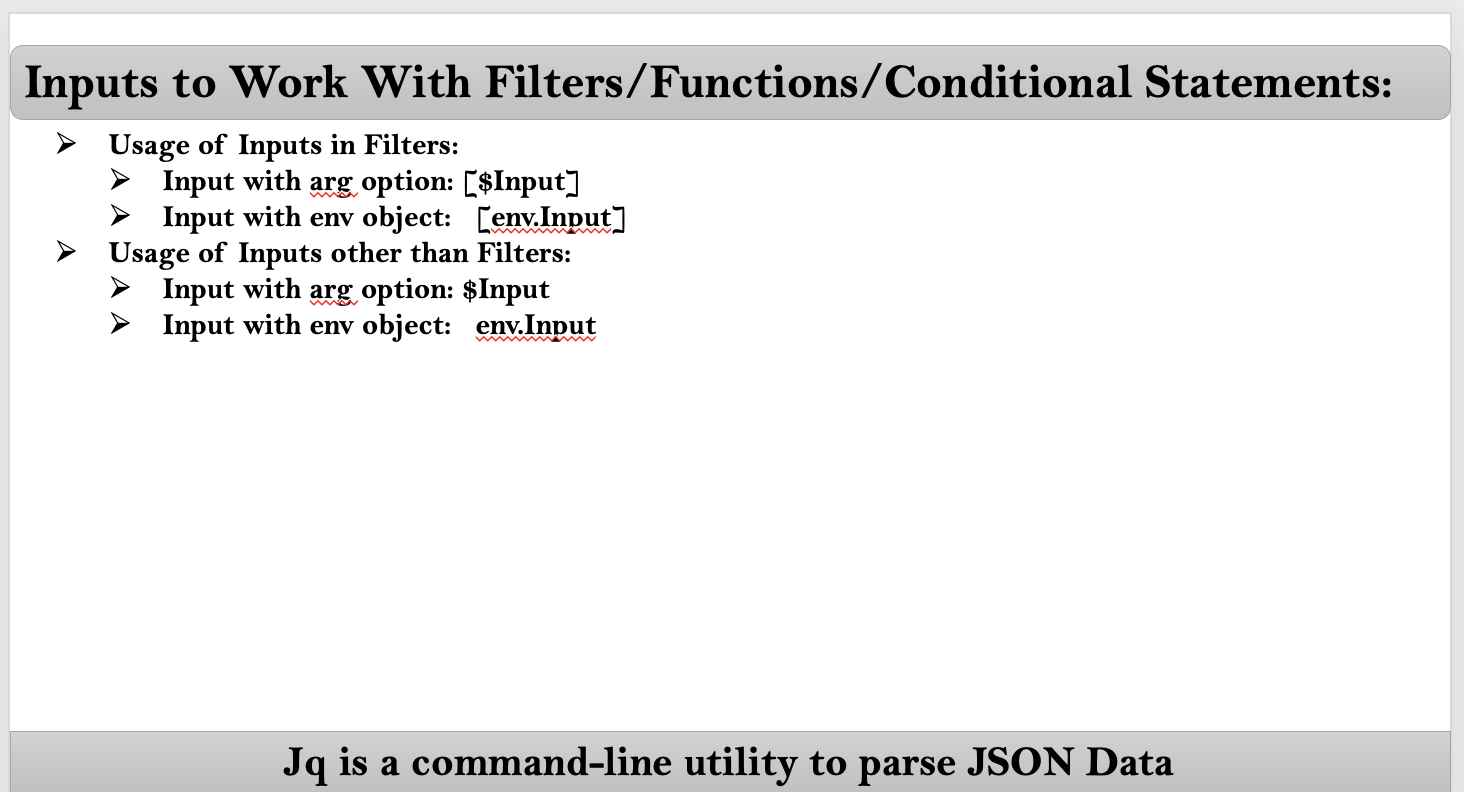 Inputs to Work With Filters/Functions/Conditional Statements:
Usage of Inputs in Filters:
Input with arg option: [$Input]
Input with env object: [env.Input]
Usage of Inputs other than Filters:
Input with arg option: $Input
Input with env object: env.Input
Jq is a command-line utility to parse JSON Data